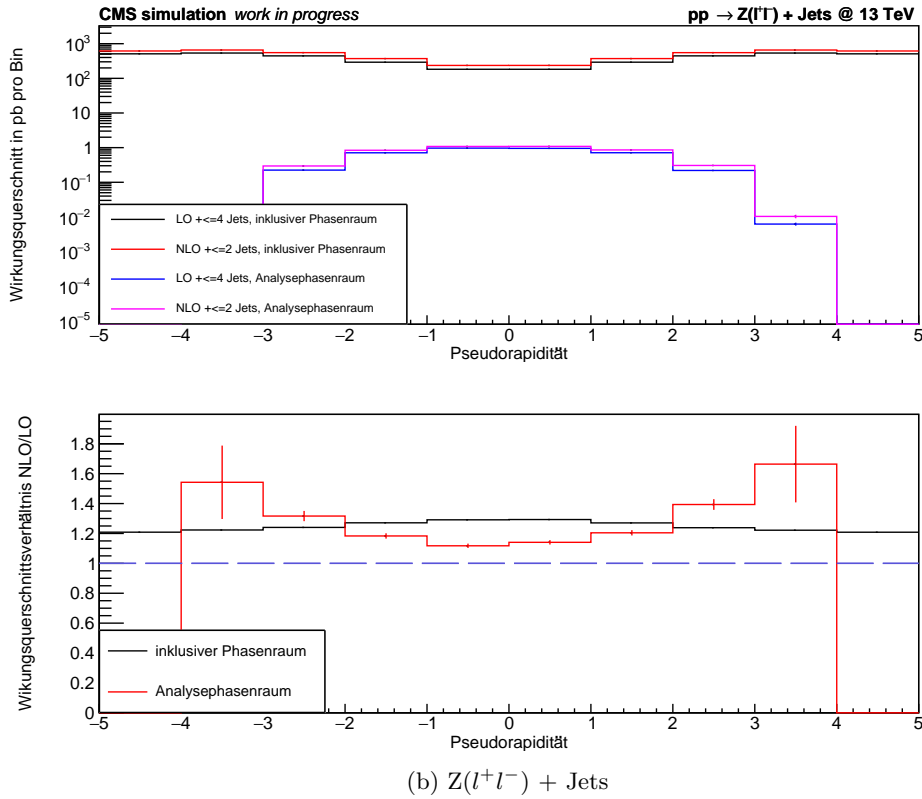 CMS simulation work in progress pp → Z(l⁺l⁻) + Jets @ 13 TeV
Wirkungsquerschnitt in pb pro Bin
10³
10²
10
1
10⁻¹
10⁻²
10⁻³
10⁻⁴
10⁻⁵
LO +<=4 Jets, inklusiver Phasenraum
NLO +<=2 Jets, inklusiver Phasenraum
LO +<=4 Jets, Analysephasenraum
NLO +<=2 Jets, Analysephasenraum
−5 −4 −3 −2 −1 0 1 2 3 4 5
Pseudorapidität
Wikungsquerschnittsverhältnis NLO/LO
1.8
1.6
1.4
1.2
1
0.8
0.6
0.4
0.2
0
inklusiver Phasenraum
Analysephasenraum
−5 −4 −3 −2 −1 0 1 2 3 4 5
Pseudorapidität
(b) Z(l⁺l⁻) + Jets